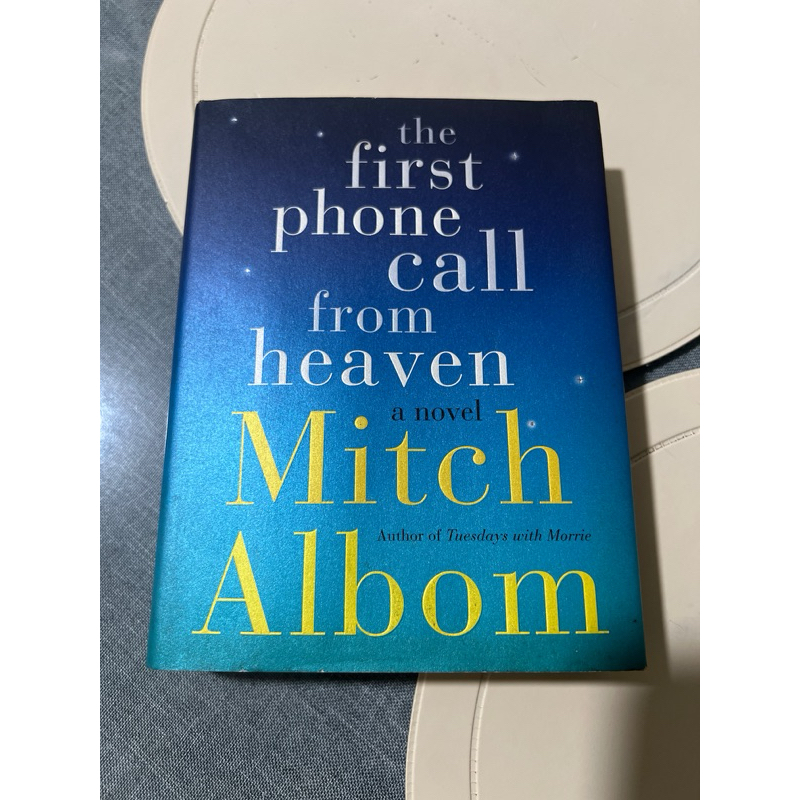 the
first
phone
call
from
heaven
a novel
Mitch
Author of Tuesdays with Morrie
Albom